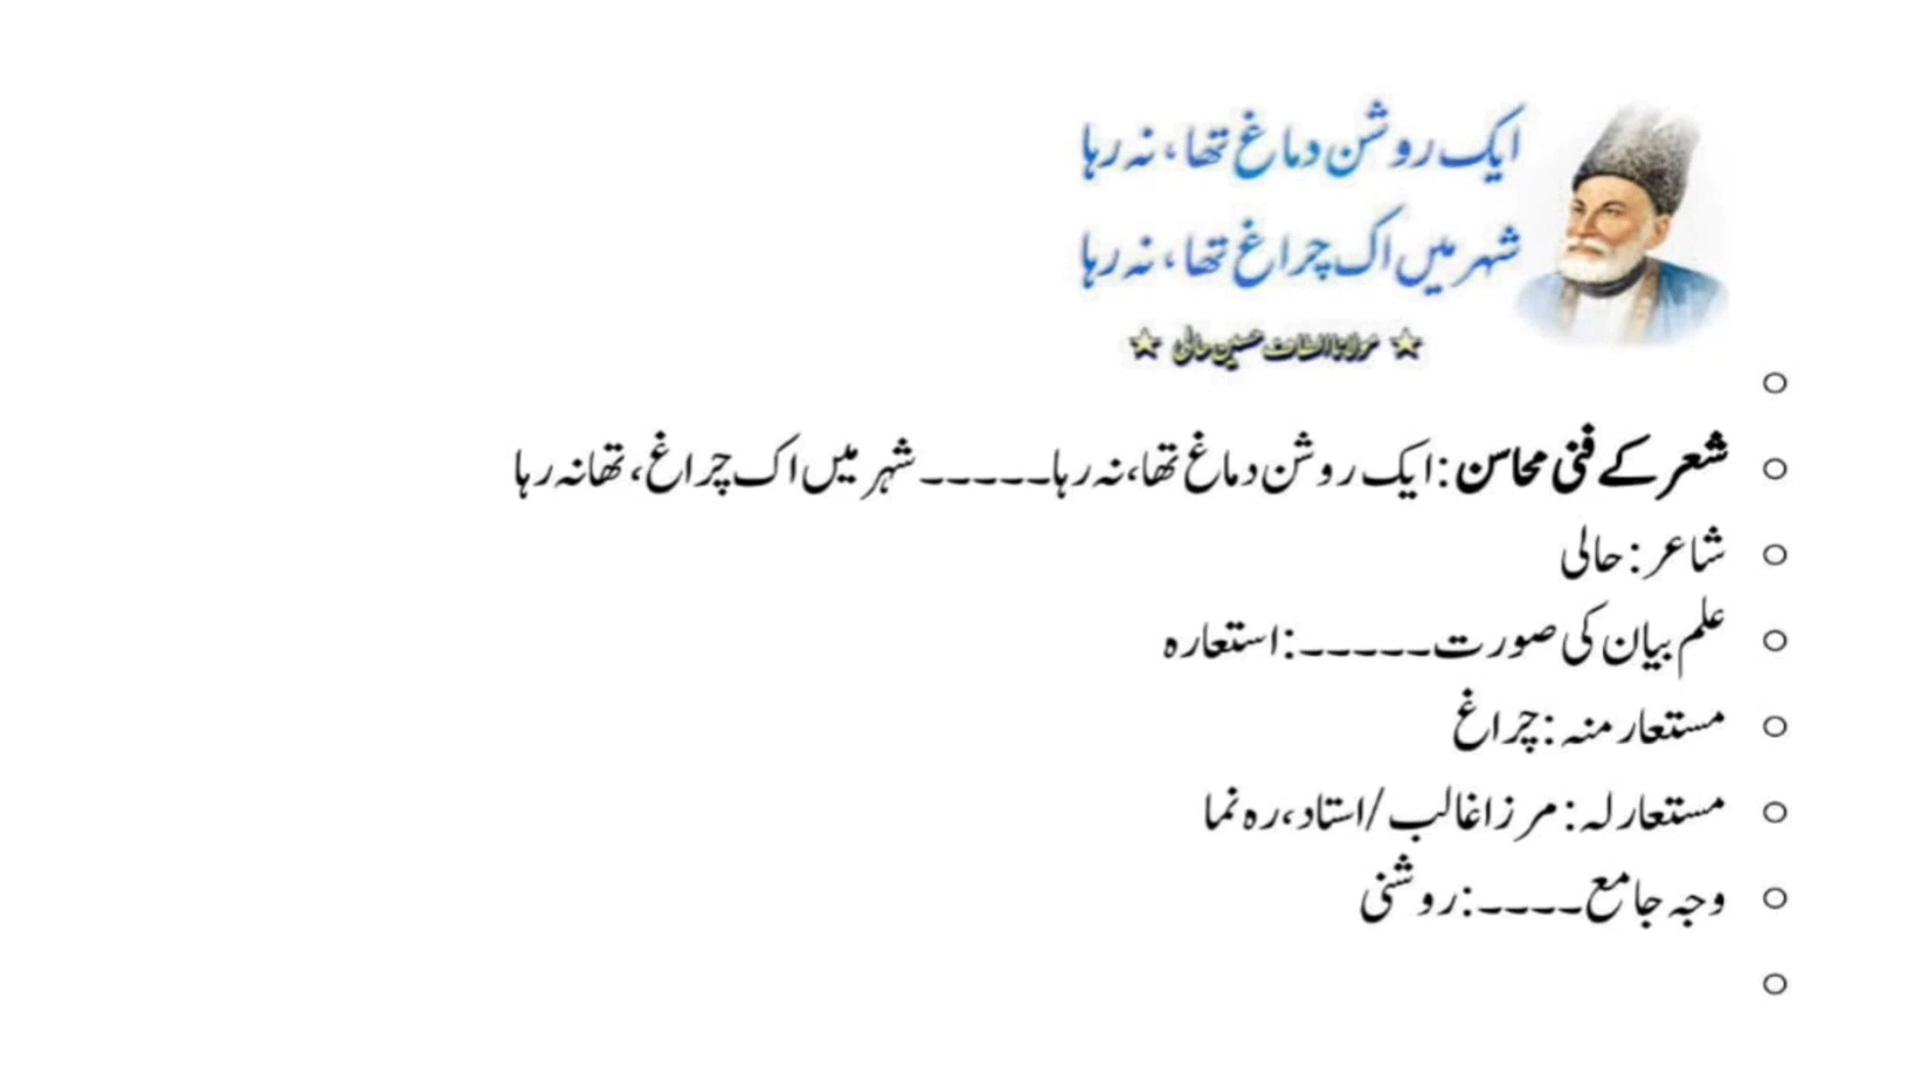 ایک روشن دماغ تھا، نہ رہا
شہر میں اک چراغ تھا، نہ رہا
مولانا الطاف حسین حالی
شعر کے فنی محاسن: ایک روشن دماغ تھا،نہ رہا۔۔۔۔۔ شہر میں اک چراغ، تھا نہ رہا
شاعر: حالی
علم بیان کی صورت۔۔۔۔۔: استعارہ
مستعار منہ: چراغ
مستعار لہ: مرزا غالب/استاد،رہ نما
وجہ جامع۔۔۔۔: روشنی